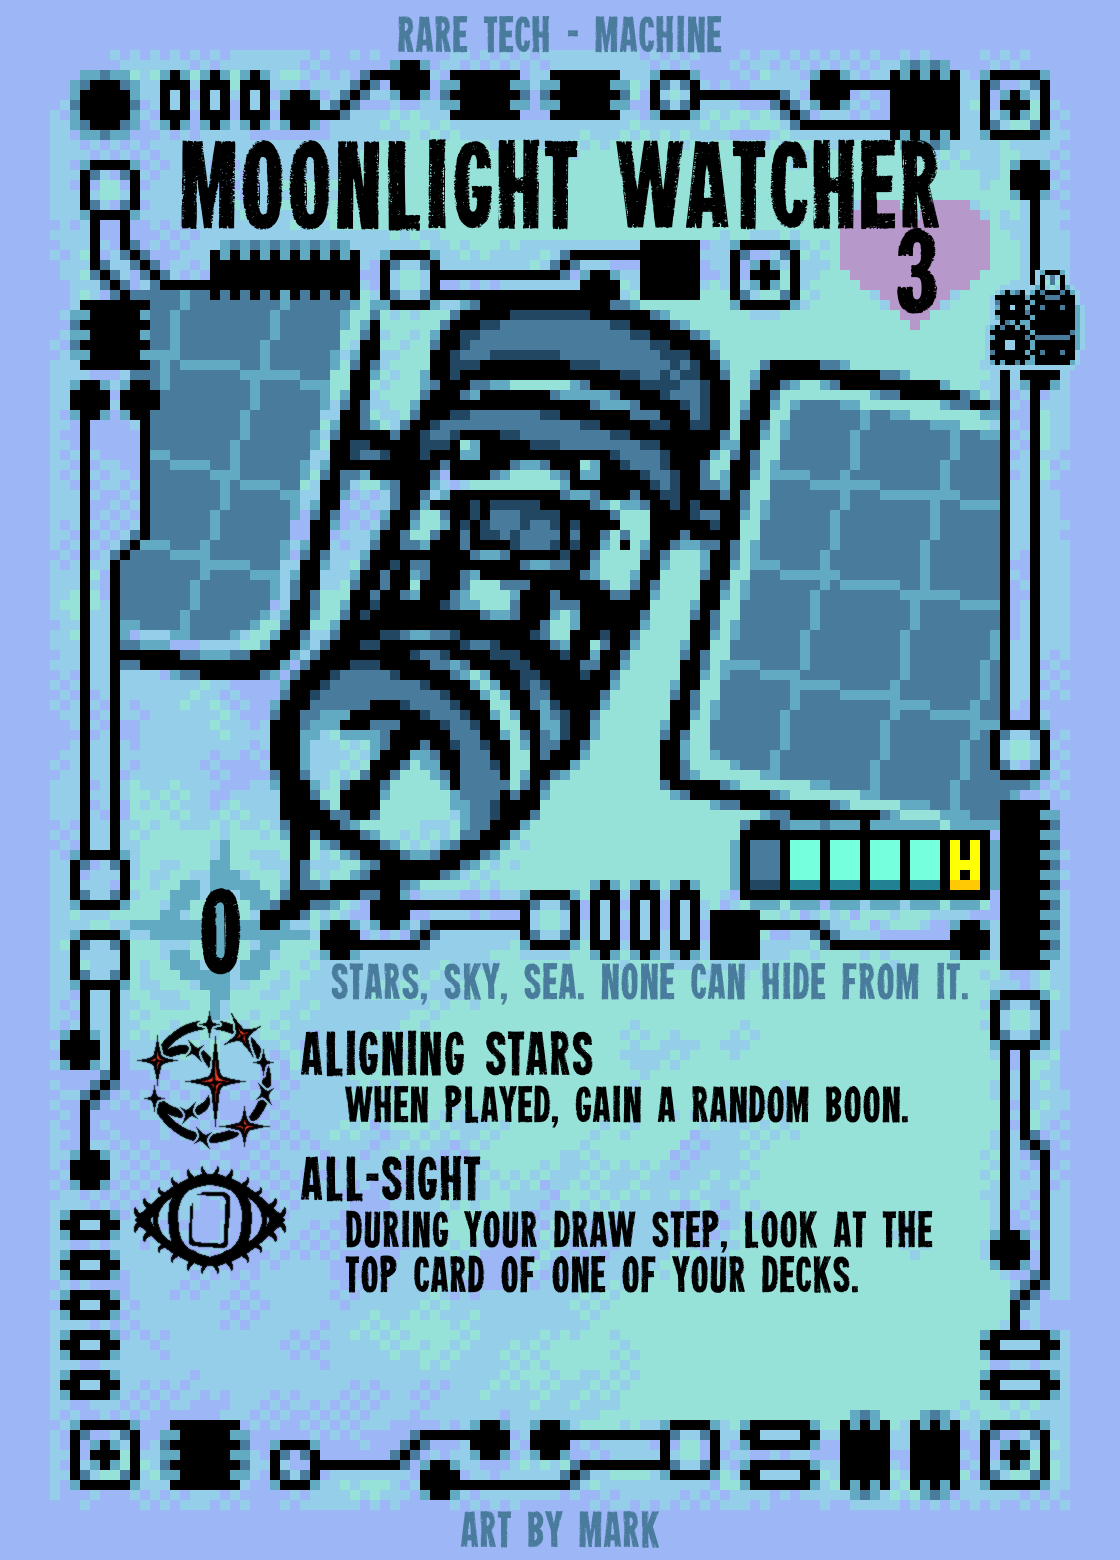 RARE TECH - MACHINE
MOONLIGHT WATCHER
3
0
STARS, SKY, SEA. NONE CAN HIDE FROM IT.
ALIGNING STARS
WHEN PLAYED, GAIN A RANDOM BOON.
ALL-SIGHT
DURING YOUR DRAW STEP, LOOK AT THE
TOP CARD OF ONE OF YOUR DECKS.
ART BY MARK